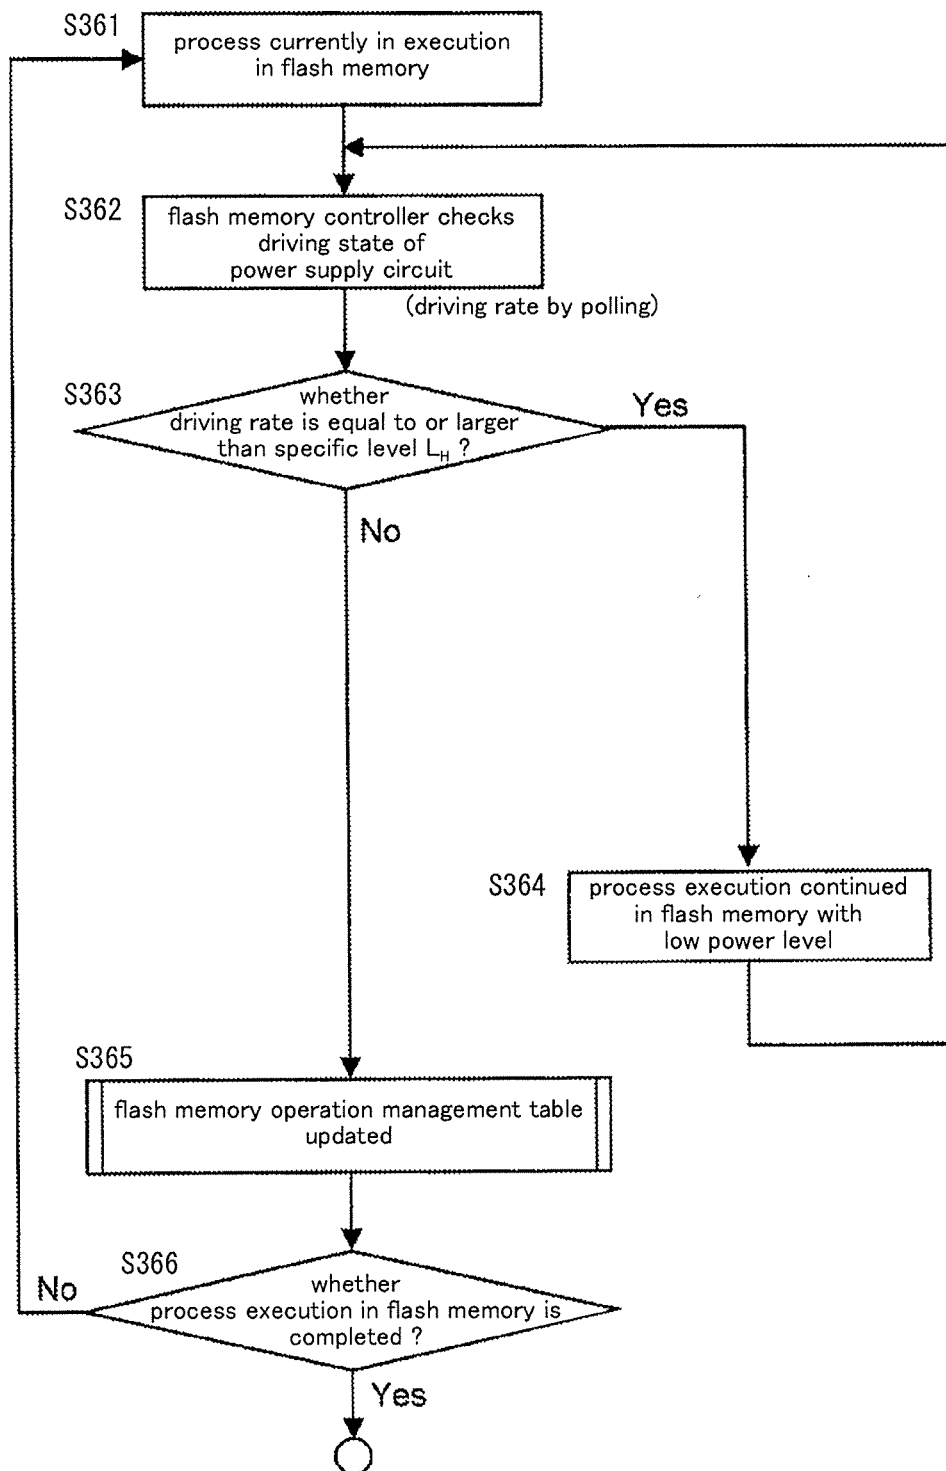 S361
process currently in execution
in flash memory
S362
flash memory controller checks
driving state of
power supply circuit
(driving rate by polling)
S363
whether
driving rate is equal to or larger
than specific level L_H ?
Yes
No
S364
process execution continued
in flash memory with
low power level
S365
flash memory operation management table
updated
S366
No
whether
process execution in flash memory is
completed ?
Yes